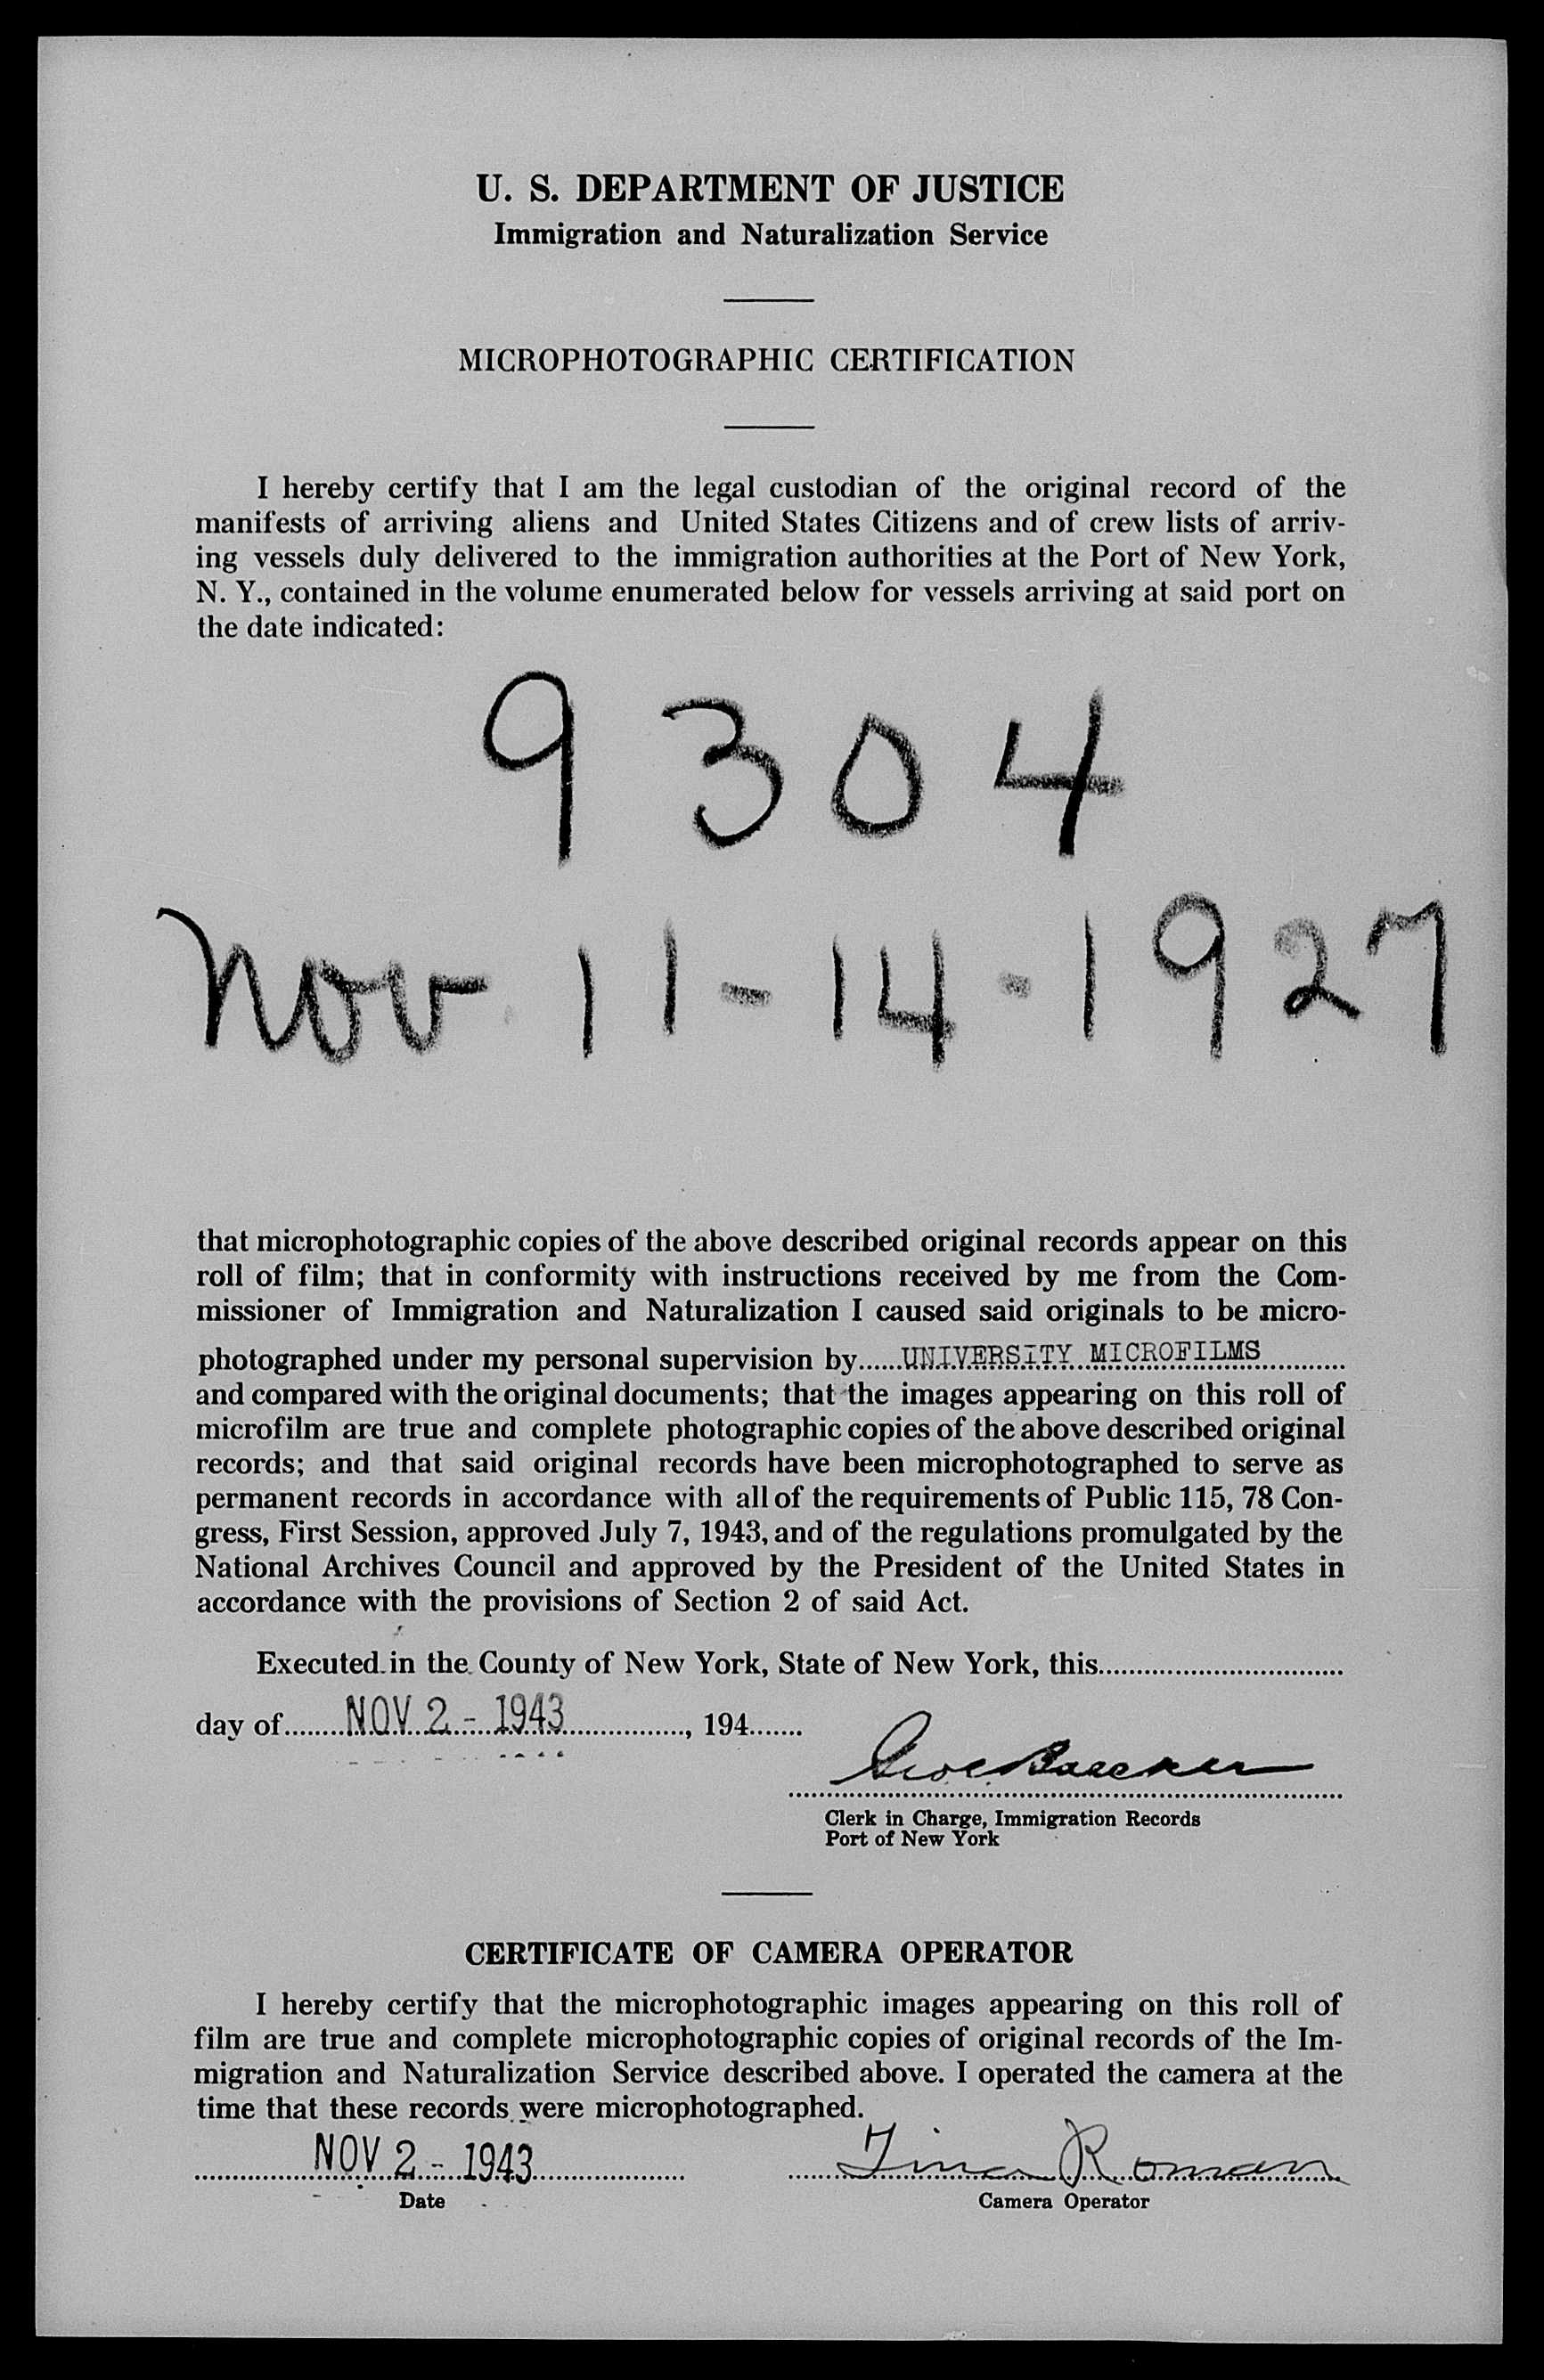 U. S. DEPARTMENT OF JUSTICE
Immigration and Naturalization Service
MICROPHOTOGRAPHIC CERTIFICATION
I hereby certify that I am the legal custodian of the original record of the
manifests of arriving aliens and United States Citizens and of crew lists of arriv-
ing vessels duly delivered to the immigration authorities at the Port of New York,
N. Y., contained in the volume enumerated below for vessels arriving at said port on
the date indicated:
9304
Nov. 11-14-1927
that microphotographic copies of the above described original records appear on this
roll of film; that in conformity with instructions received by me from the Com-
missioner of Immigration and Naturalization I caused said originals to be micro-
photographed under my personal supervision by......UNIVERSITY MICROFILMS............
and compared with the original documents; that the images appearing on this roll of
microfilm are true and complete photographic copies of the above described original
records; and that said original records have been microphotographed to serve as
permanent records in accordance with all of the requirements of Public 115, 78 Con-
gress, First Session, approved July 7, 1943, and of the regulations promulgated by the
National Archives Council and approved by the President of the United States in
accordance with the provisions of Section 2 of said Act.
Executed in the County of New York, State of New York, this................................
day of........NOV 2 - 1943................, 194.......
Clerk in Charge, Immigration Records
Port of New York
CERTIFICATE OF CAMERA OPERATOR
I hereby certify that the microphotographic images appearing on this roll of
film are true and complete microphotographic copies of original records of the Im-
migration and Naturalization Service described above. I operated the camera at the
time that these records were microphotographed.
NOV 2 - 1943 Tina Roman
Date Camera Operator